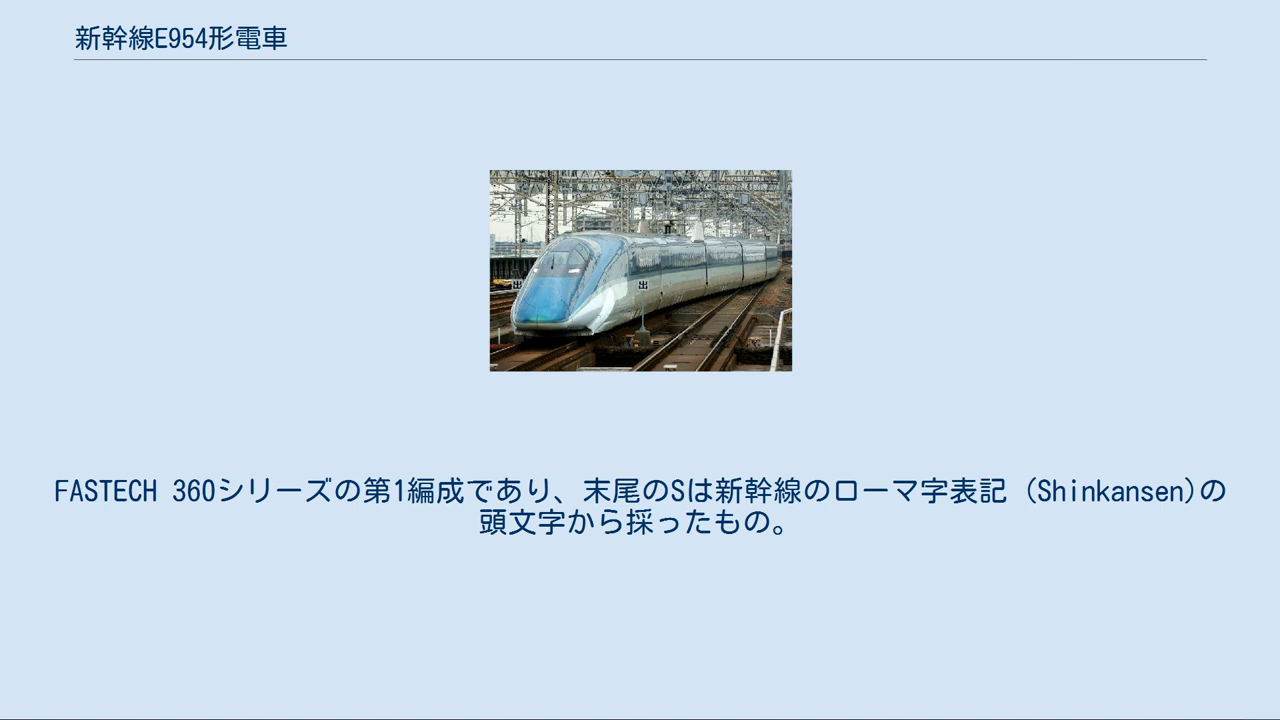 新幹線E954形電車
出
出
FASTECH 360シリーズの第1編成であり、末尾のSは新幹線のローマ字表記 (Shinkansen)の
頭文字から採ったもの。